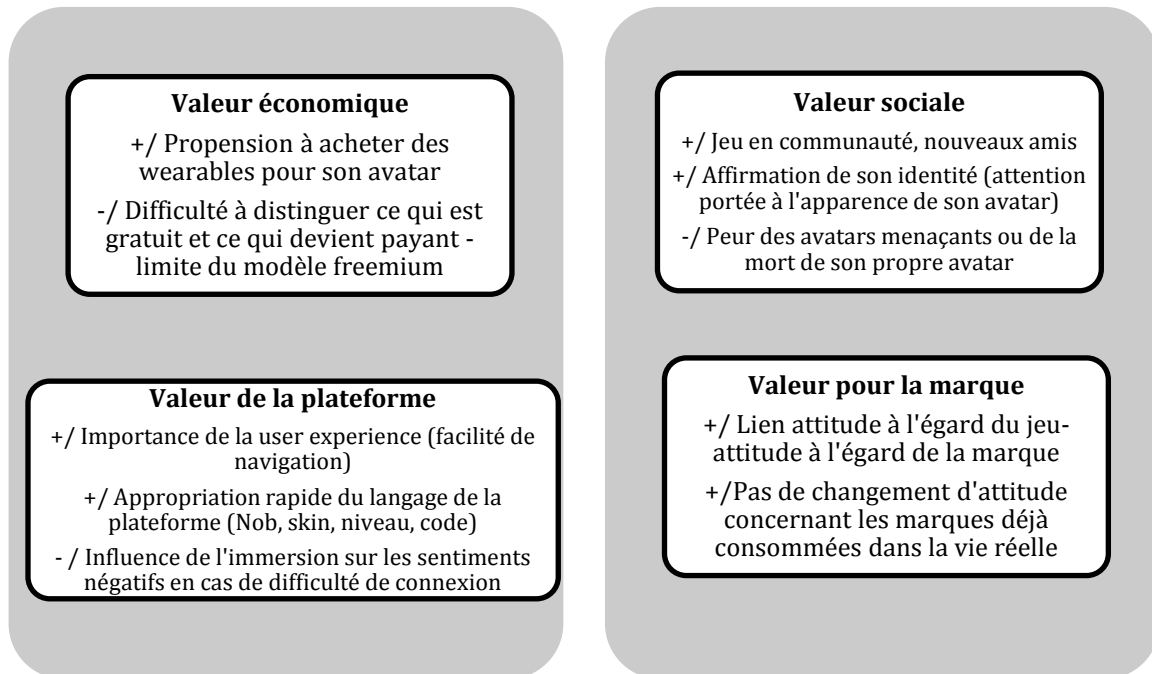 Valeur économique
+/ Propension à acheter des
wearables pour son avatar
-/ Difficulté à distinguer ce qui est
gratuit et ce qui devient payant -
limite du modèle freemium
Valeur de la plateforme
+/ Importance de la user experience (facilité de
navigation)
+/ Appropriation rapide du langage de la
plateforme (Nob, skin, niveau, code)
- / Influence de l'immersion sur les sentiments
négatifs en cas de difficulté de connexion
Valeur sociale
+/ Jeu en communauté, nouveaux amis
+/ Affirmation de son identité (attention
portée à l'apparence de son avatar)
-/ Peur des avatars menaçants ou de la
mort de son propre avatar
Valeur pour la marque
+/ Lien attitude à l'égard du jeu-
attitude à l'égard de la marque
+/Pas de changement d'attitude
concernant les marques déjà
consommées dans la vie réelle